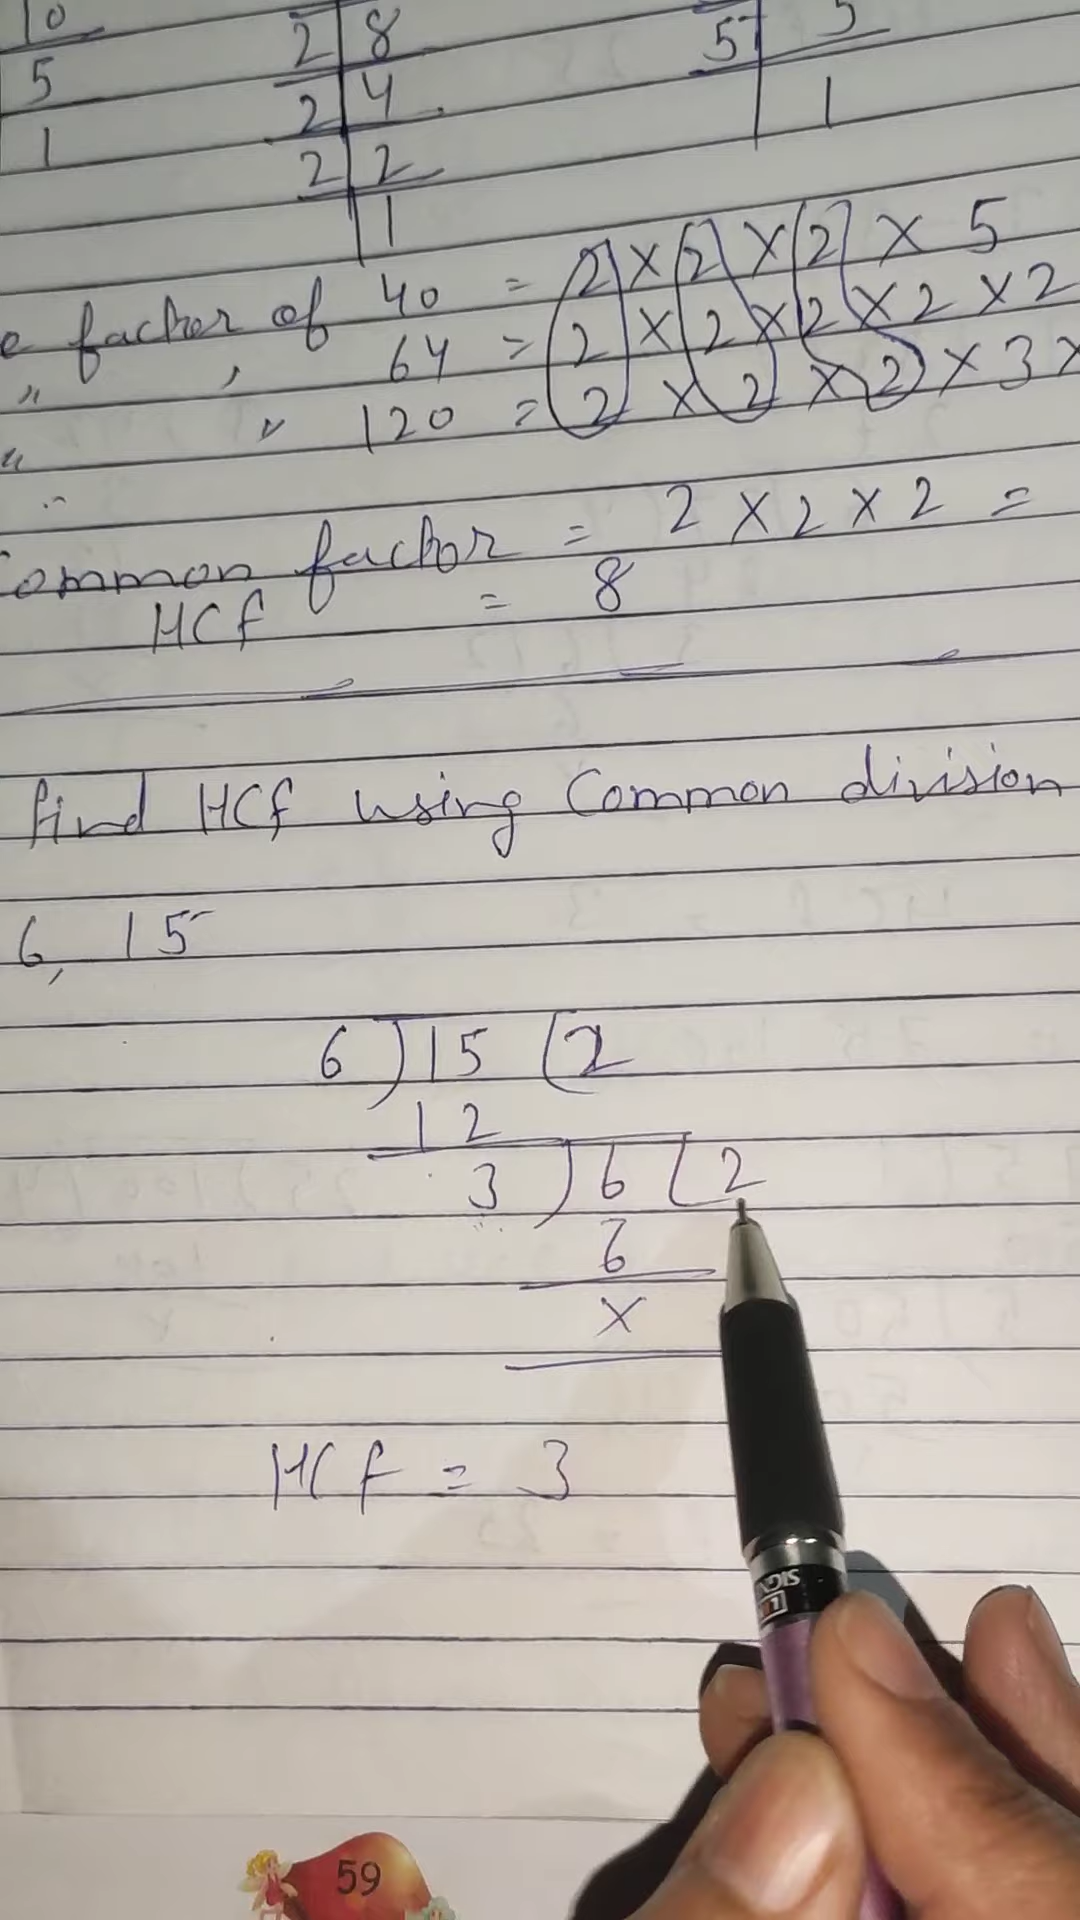 10 2 8 5 5
5 2 4 1
1 2 2
1
e factor of 40 = 2 × 2 × 2 × 5
" , 64 = 2 × 2 × 2 × 2 × 2
" " 120 = 2 × 2 × 2 × 3 ×
Common factor = 2 × 2 × 2 =
HCf = 8
find HCf using Common division
6, 15
6 ) 15 ( 2
12
3 ) 6 ( 2
6
×
HCf = 3
SIGN
59